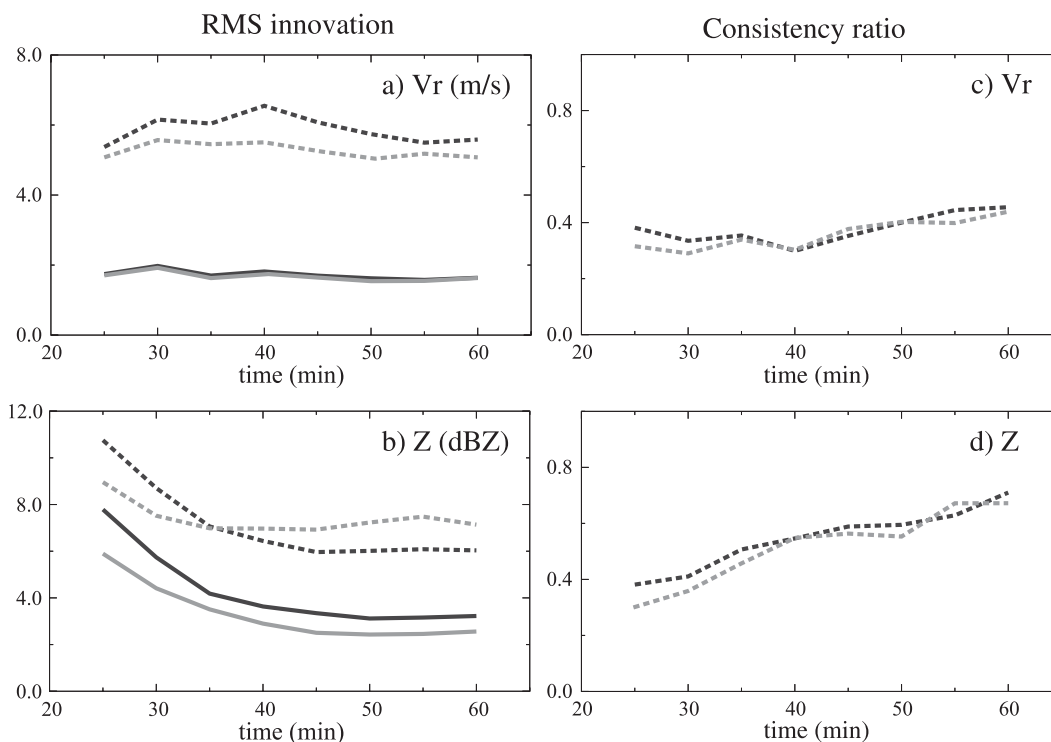 RMS innovation
Consistency ratio
8.0
a) Vr (m/s)
4.0
0.0
20 30 40 50 60
time (min)
c) Vr
0.8
0.4
0
20 30 40 50 60
time (min)
12.0
b) Z (dBZ)
8.0
4.0
0.0
20 30 40 50 60
time (min)
d) Z
0.8
0.4
0
20 30 40 50 60
time (min)